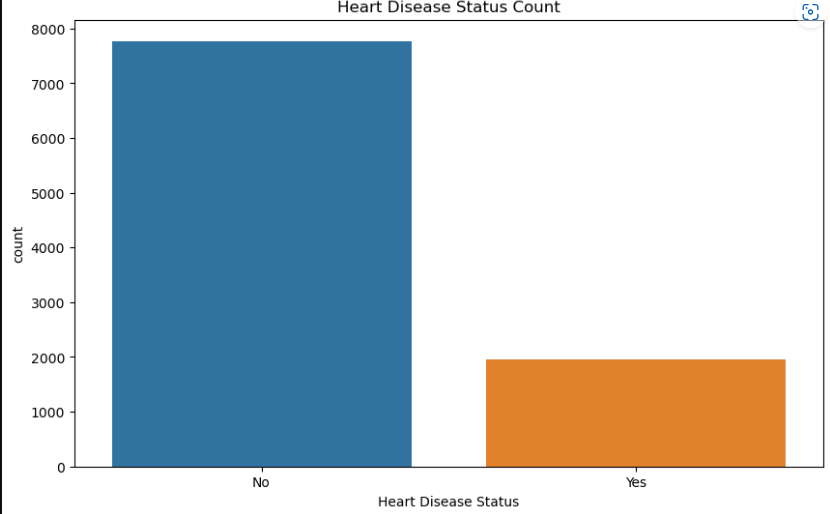 Heart Disease Status Count
8000
7000
6000
5000
4000
3000
2000
1000
0
count
No Yes
Heart Disease Status